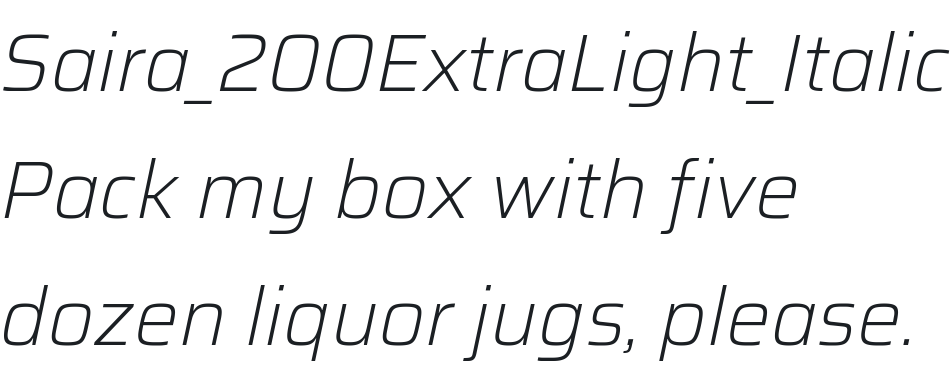 Saira_200ExtraLight_Italic
Pack my box with five
dozen liquor jugs, please.